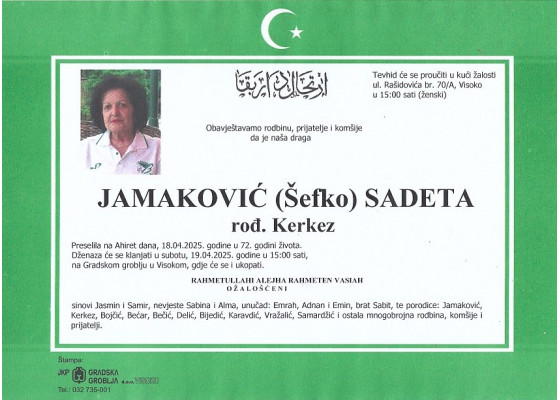 Tevhid će se proučiti u kući žalosti
ul. Rašidovića br. 70/A, Visoko
u 15:00 sati (ženski)
Obavještavamo rodbinu, prijatelje i komšije
da je naša draga
JAMAKOVIĆ (Šefko) SADETA
rođ. Kerkez
Preselila na Ahiret dana, 18.04.2025. godine u 72. godini života.
Dženaza će se klanjati u subotu, 19.04.2025. godine u 15:00 sati,
na Gradskom groblju u Visokom, gdje će se i ukopati.
RAHMETULLAHI ALEJHA RAHMETEN VASIAH
OŽALOŠĆENI
sinovi Jasmin i Samir, nevjeste Sabina i Alma, unučad: Emrah, Adnan i Emin, brat Sabit, te porodice: Jamaković,
Kerkez, Bojčić, Bećar, Bečić, Delić, Bijedić, Karavdić, Vražalić, Samardžić i ostala mnogobrojna rodbina, komšije i
prijatelji.
Štampa:
JKP GRADSKA
GROBLJA d.o.o. VISOKO
Tel.: 032 735-001